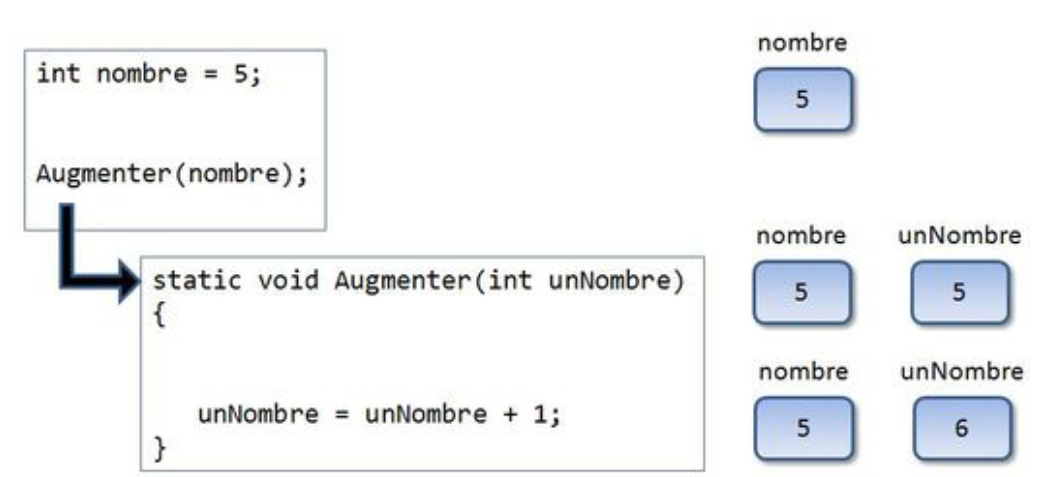 nombre
int nombre = 5;
5
Augmenter(nombre);
nombre unNombre
static void Augmenter(int unNombre)
5 5
{
nombre unNombre
unNombre = unNombre + 1;
5 6
}